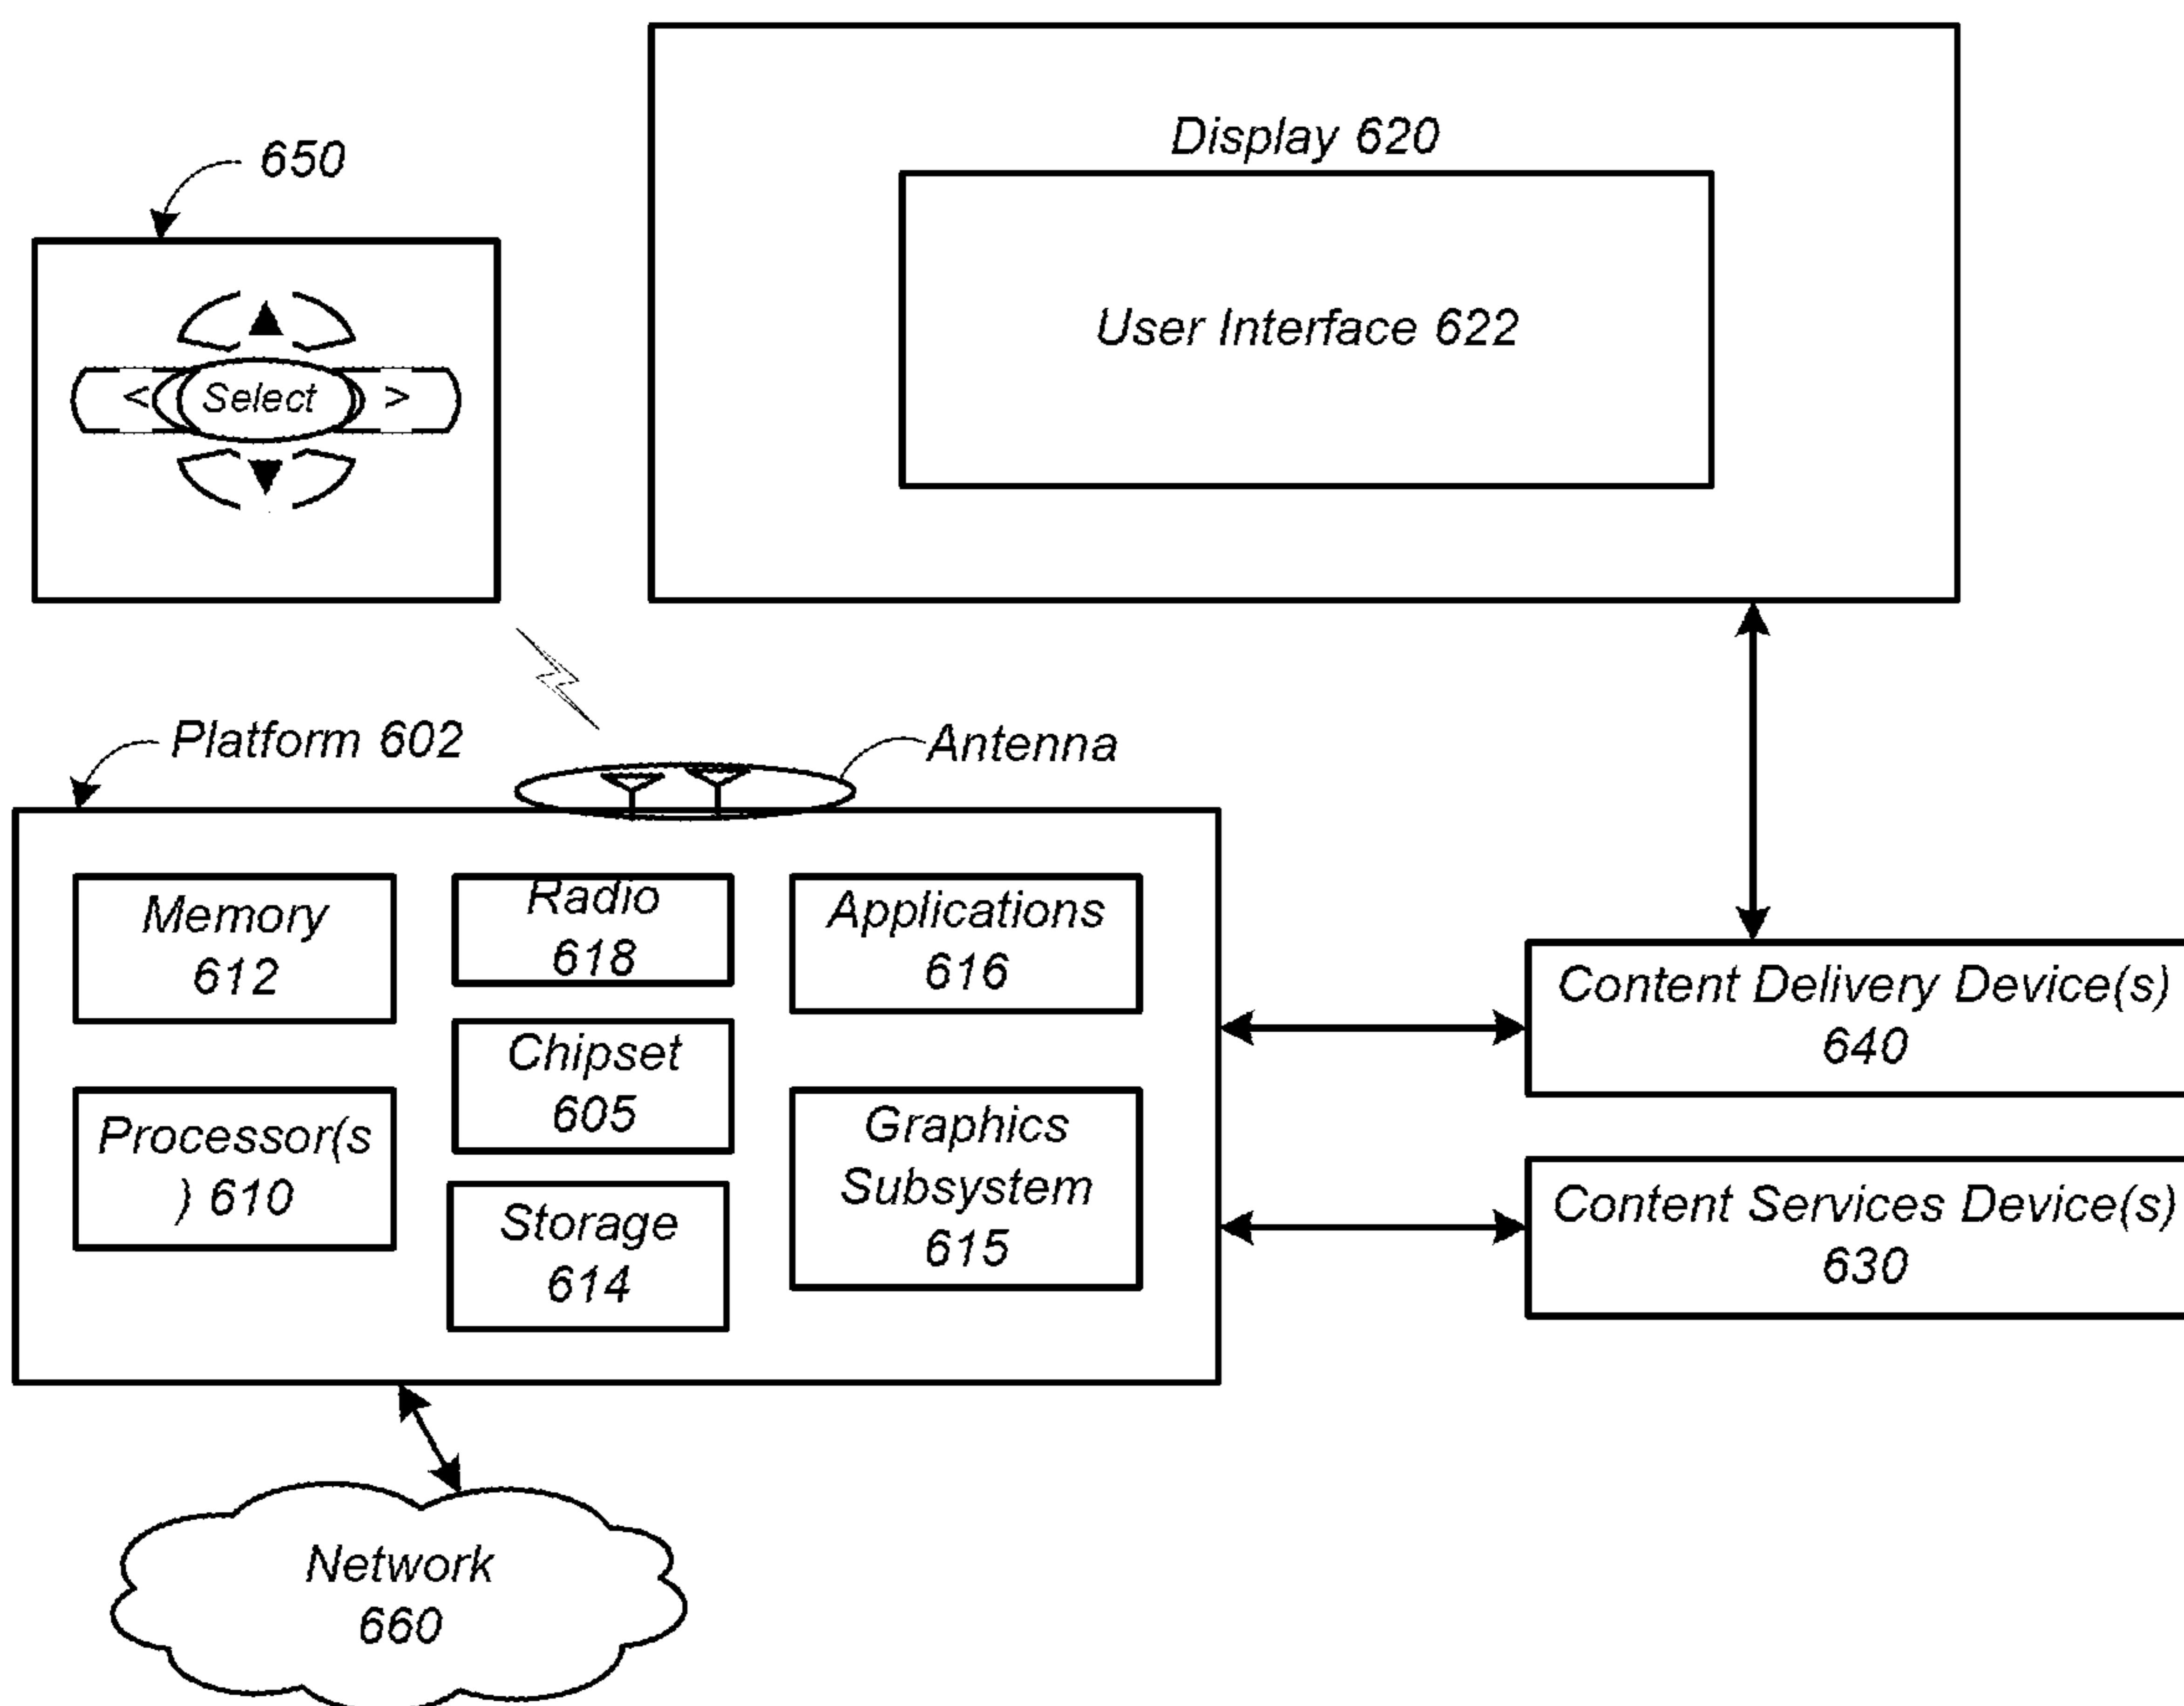 650
Display 620
User Interface 622
< Select >
Platform 602
Antenna
Memory
612
Radio
618
Applications
616
Chipset
605
Processor(s
) 610
Graphics
Subsystem
615
Storage
614
Content Delivery Device(s)
640
Content Services Device(s)
630
Network
660